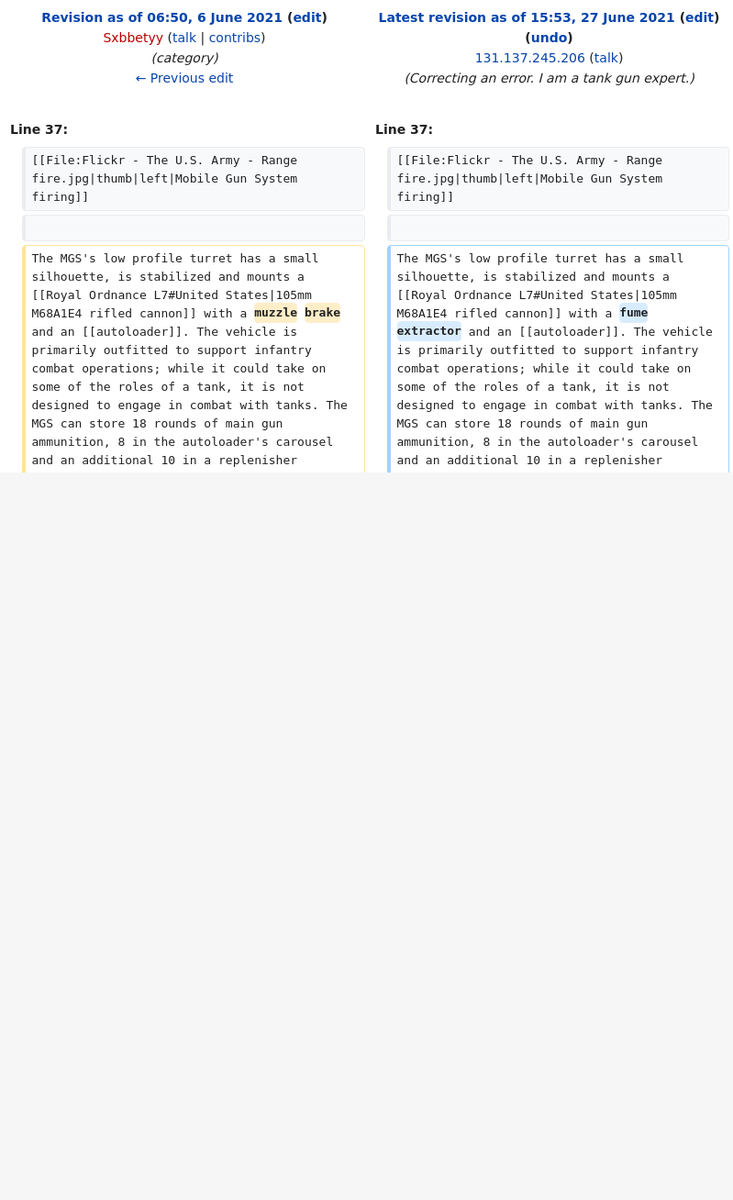 Revision as of 06:50, 6 June 2021 (edit)
Sxbbetyy (talk | contribs)
(category)
← Previous edit
Latest revision as of 15:53, 27 June 2021 (edit)
(undo)
131.137.245.206 (talk)
(Correcting an error. I am a tank gun expert.)
Line 37:
Line 37:
[[File:Flickr - The U.S. Army - Range
fire.jpg|thumb|left|Mobile Gun System
firing]]
[[File:Flickr - The U.S. Army - Range
fire.jpg|thumb|left|Mobile Gun System
firing]]
The MGS's low profile turret has a small
silhouette, is stabilized and mounts a
[[Royal Ordnance L7#United States|105mm
M68A1E4 rifled cannon]] with a muzzle brake
and an [[autoloader]]. The vehicle is
primarily outfitted to support infantry
combat operations; while it could take on
some of the roles of a tank, it is not
designed to engage in combat with tanks. The
MGS can store 18 rounds of main gun
ammunition, 8 in the autoloader's carousel
and an additional 10 in a replenisher
The MGS's low profile turret has a small
silhouette, is stabilized and mounts a
[[Royal Ordnance L7#United States|105mm
M68A1E4 rifled cannon]] with a fume
extractor and an [[autoloader]]. The vehicle
is primarily outfitted to support infantry
combat operations; while it could take on
some of the roles of a tank, it is not
designed to engage in combat with tanks. The
MGS can store 18 rounds of main gun
ammunition, 8 in the autoloader's carousel
and an additional 10 in a replenisher